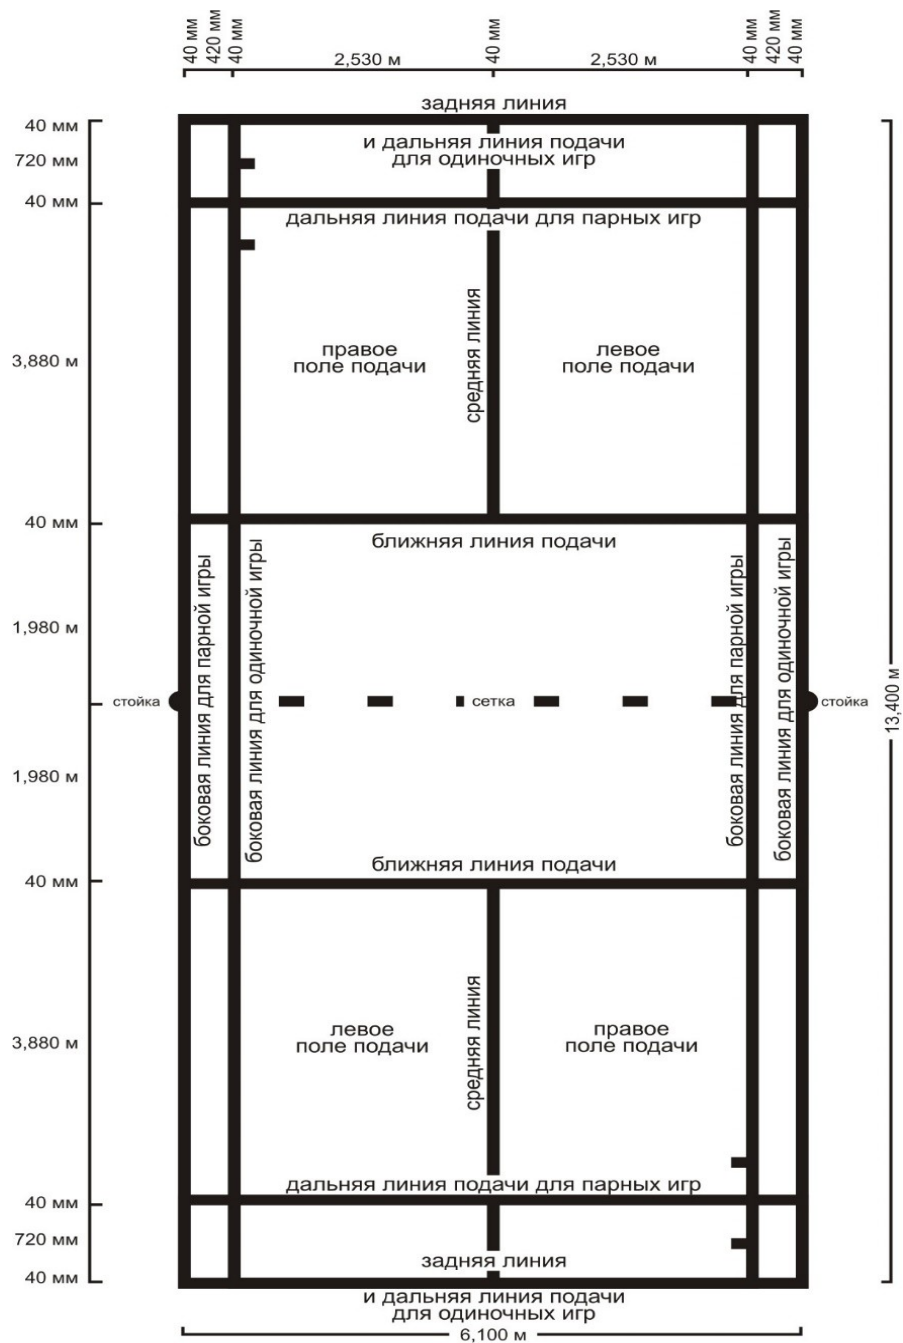 40 мм
420 мм
40 мм
2,530 м
40 мм
2,530 м
40 мм
420 мм
40 мм
задняя линия
40 мм
и дальняя линия подачи
для одиночных игр
720 мм
40 мм
дальняя линия подачи для парных игр
средняя линия
правое
поле подачи
левое
поле подачи
3,880 м
40 мм
ближняя линия подачи
боковая линия для парной игры
боковая линия для одиночной игры
боковая линия для парной игры
боковая линия для одиночной игры
1,980 м
стойка
сетка
стойка
13,400 м
1,980 м
ближняя линия подачи
40 мм
средняя линия
левое
поле подачи
правое
поле подачи
3,880 м
дальняя линия подачи для парных игр
40 мм
720 мм
задняя линия
40 мм
и дальняя линия подачи
для одиночных игр
6,100 м